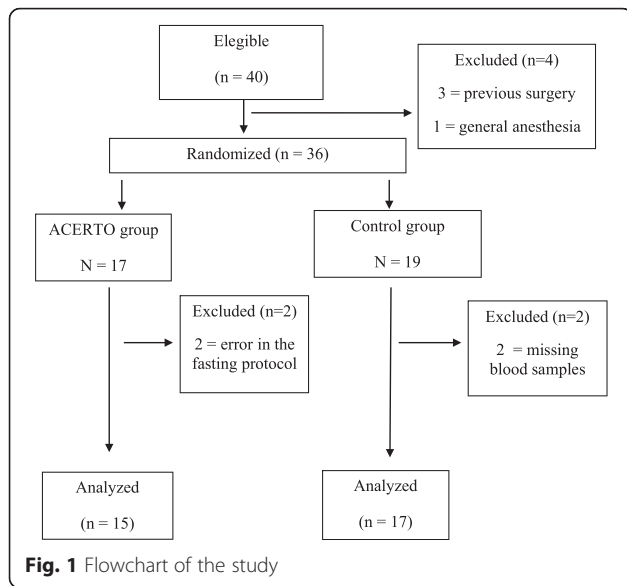 Elegible
(n = 40)
Excluded (n=4)
3 = previous surgery
1 = general anesthesia
Randomized (n = 36)
ACERTO group
N = 17
Control group
N = 19
Excluded (n=2)
2 = error in the
fasting protocol
Excluded (n=2)
2 = missing
blood samples
Analyzed
(n = 15)
Analyzed
(n = 17)
Fig. 1 Flowchart of the study